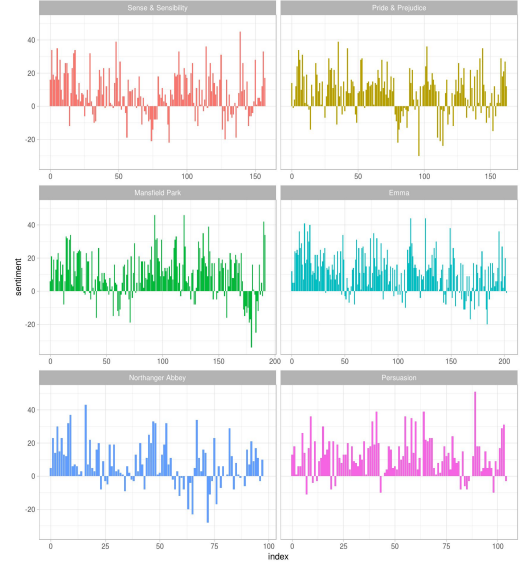 Sense & Sensibility Pride & Prejudice
40
20
0
-20
0 50 100 150 0 50 100 150
Mansfield Park Emma
sentiment
40
20
0
-20
0 50 100 150 200 0 50 100 150 200
Northanger Abbey Persuasion
40
20
0
-20
0 25 50 75 100 0 25 50 75 100
index